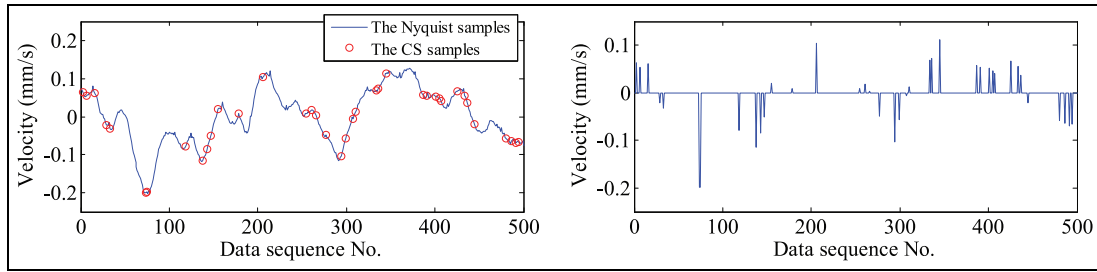 Velocity (mm/s)
0.2
0.1
0
-0.1
-0.2
The Nyquist samples
The CS samples
0 100 200 300 400 500
Data sequence No.
Velocity (mm/s)
0.1
0
-0.1
-0.2
0 100 200 300 400 500
Data sequence No.